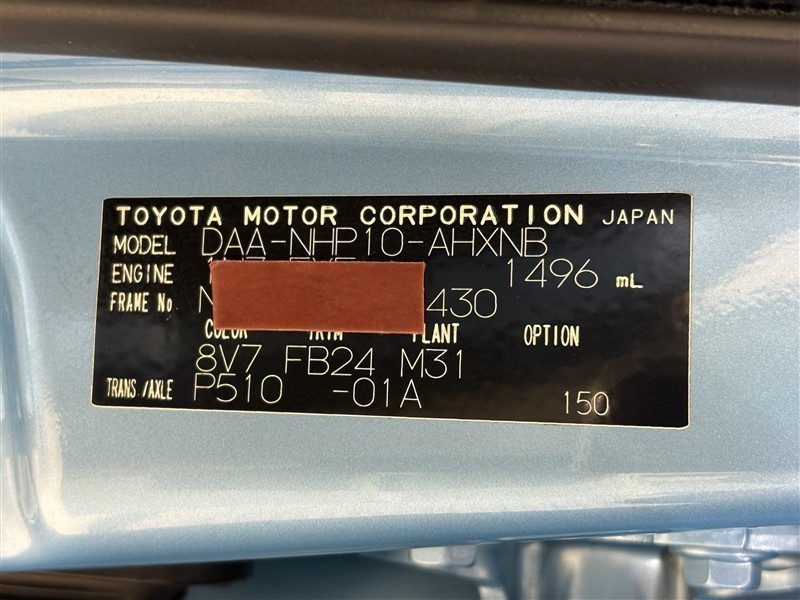 TOYOTA MOTOR CORPORATION JAPAN
MODEL DAA-NHP10-AHXNB
ENGINE 1496 mL
FRAME No 430
COLOR TRIM PLANT OPTION
8V7 FB24 M31
TRANS./AXLE P510 -01A 150